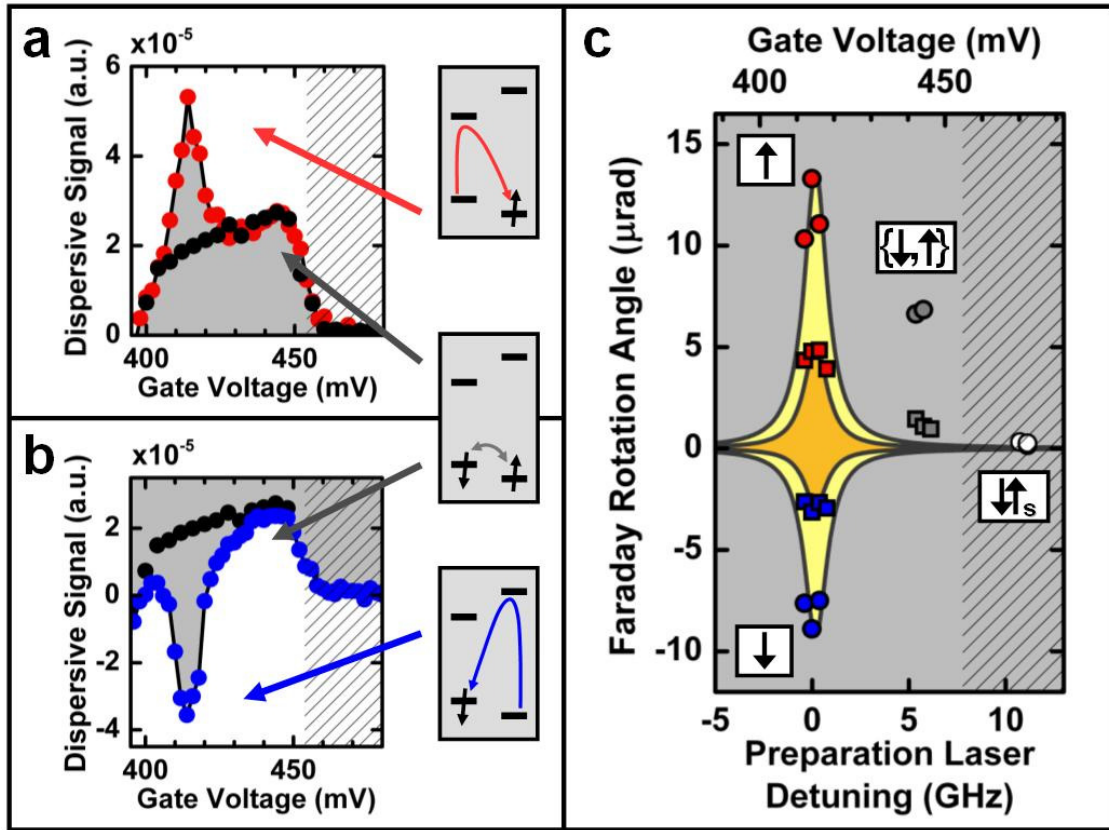 a
x10-5
Dispersive Signal (a.u.)
6
4
2
0
400
450
Gate Voltage (mV)
b
x10-5
Dispersive Signal (a.u.)
2
0
-2
-4
400
450
Gate Voltage (mV)
c
Gate Voltage (mV)
400
450
Faraday Rotation Angle (μrad)
15
10
5
0
-5
-10
↑
{↓,↑}
↓↑s
↓
-5
0
5
10
Preparation Laser
Detuning (GHz)